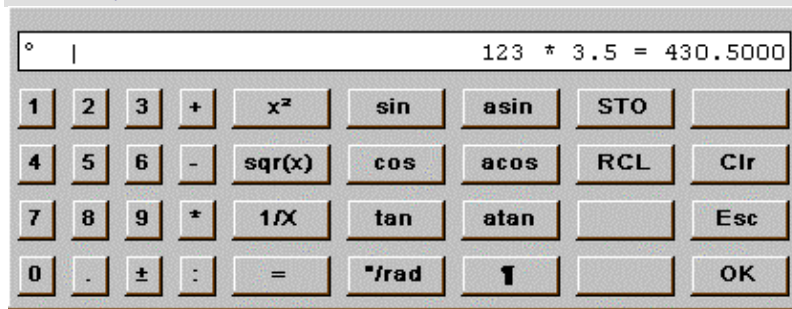 ° | 123 * 3.5 = 430.5000
1 2 3 + x² sin asin STO
4 5 6 - sqr(x) cos acos RCL Clr
7 8 9 * 1/X tan atan Esc
0 . ± : = "/rad ¶ OK